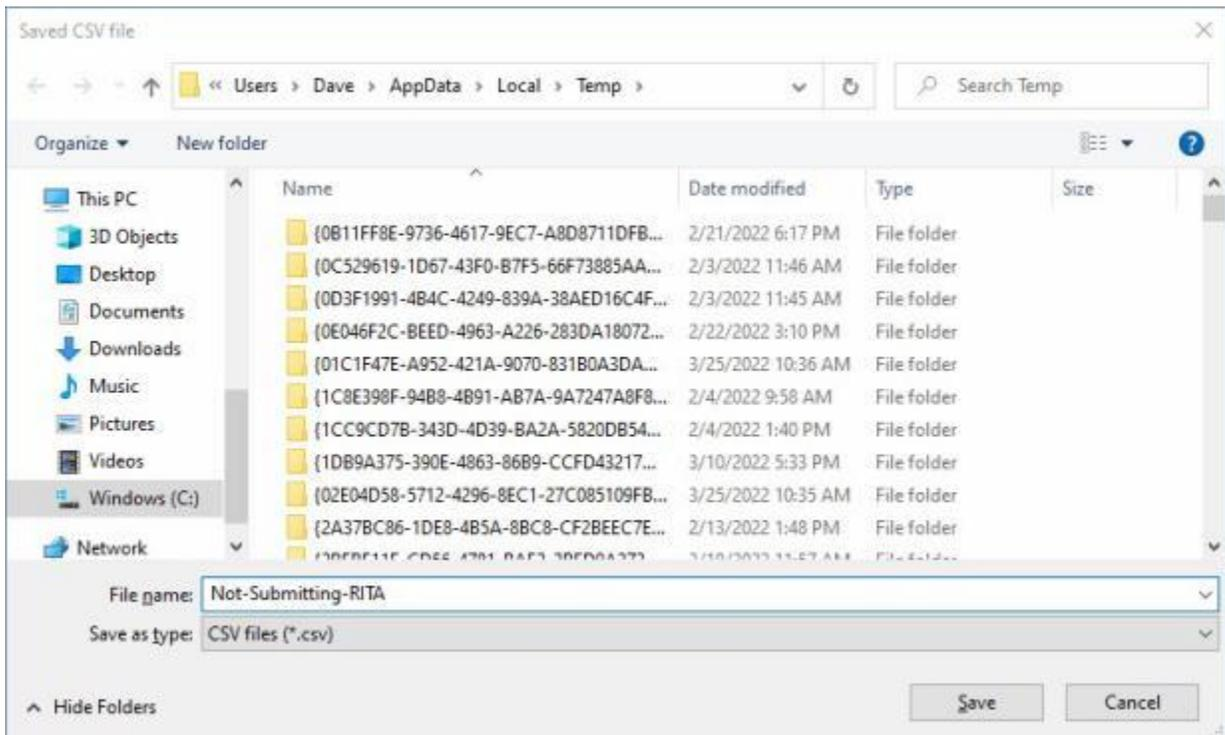 Saved CSV file
« Users › Dave › AppData › Local › Temp ›
Search Temp
Organize
New folder
Name Date modified Type Size
This PC
3D Objects
Desktop
Documents
Downloads
Music
Pictures
Videos
Windows (C:)
Network
{0B11FF8E-9736-4617-9EC7-A8D8711DFB... 2/21/2022 6:17 PM File folder
{0C529619-1D67-43F0-B7F5-66F73885AA... 2/3/2022 11:46 AM File folder
{0D3F1991-4B4C-4249-839A-38AED16C4F... 2/3/2022 11:45 AM File folder
{0E046F2C-BEED-4963-A226-283DA18072... 2/22/2022 3:10 PM File folder
{01C1F47E-A952-421A-9070-831B0A3DA... 3/25/2022 10:36 AM File folder
{1C8E398F-94B8-4B91-AB7A-9A7247A8F8... 2/4/2022 9:58 AM File folder
{1CC9CD7B-343D-4D39-BA2A-5820DB54... 2/4/2022 1:40 PM File folder
{1DB9A375-390E-4863-86B9-CCFD43217... 3/10/2022 5:33 PM File folder
{02E04D58-5712-4296-8EC1-27C085109FB... 3/25/2022 10:35 AM File folder
{2A37BC86-1DE8-4B5A-8BC8-CF2BEEC7E... 2/13/2022 1:48 PM File folder
File name: Not-Submitting-RITA
Save as type: CSV files (*.csv)
Hide Folders
Save
Cancel